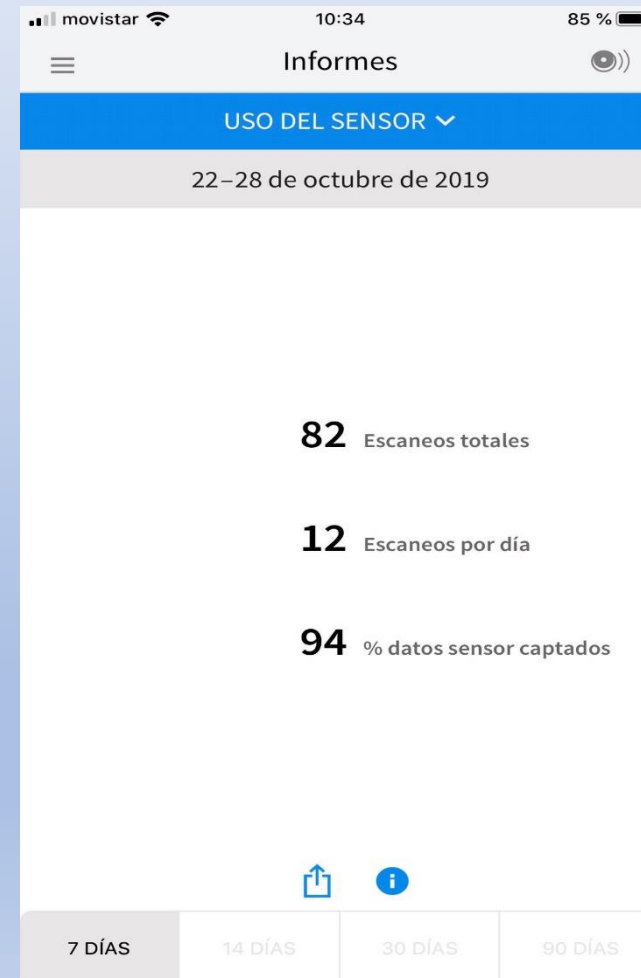 movistar 10:34 85 %
Informes
USO DEL SENSOR
22–28 de octubre de 2019
82 Escaneos totales
12 Escaneos por día
94 % datos sensor captados
7 DÍAS 14 DÍAS 30 DÍAS 90 DÍAS